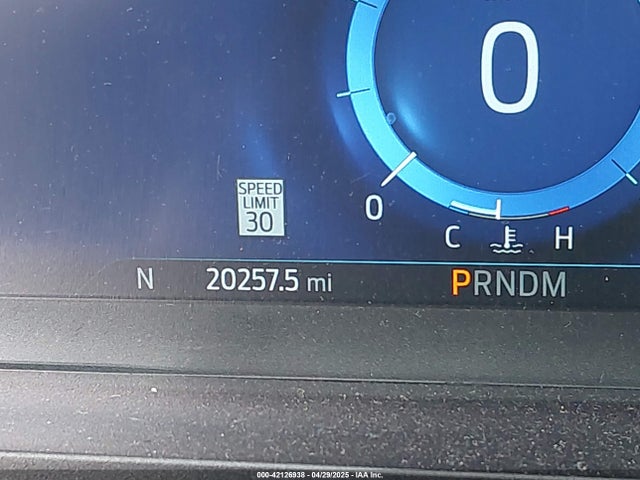 0
SPEED
LIMIT
30
0
C H
N 20257.5 mi PRNDM
000-42126938 - 04/29/2025 - IAA Inc.